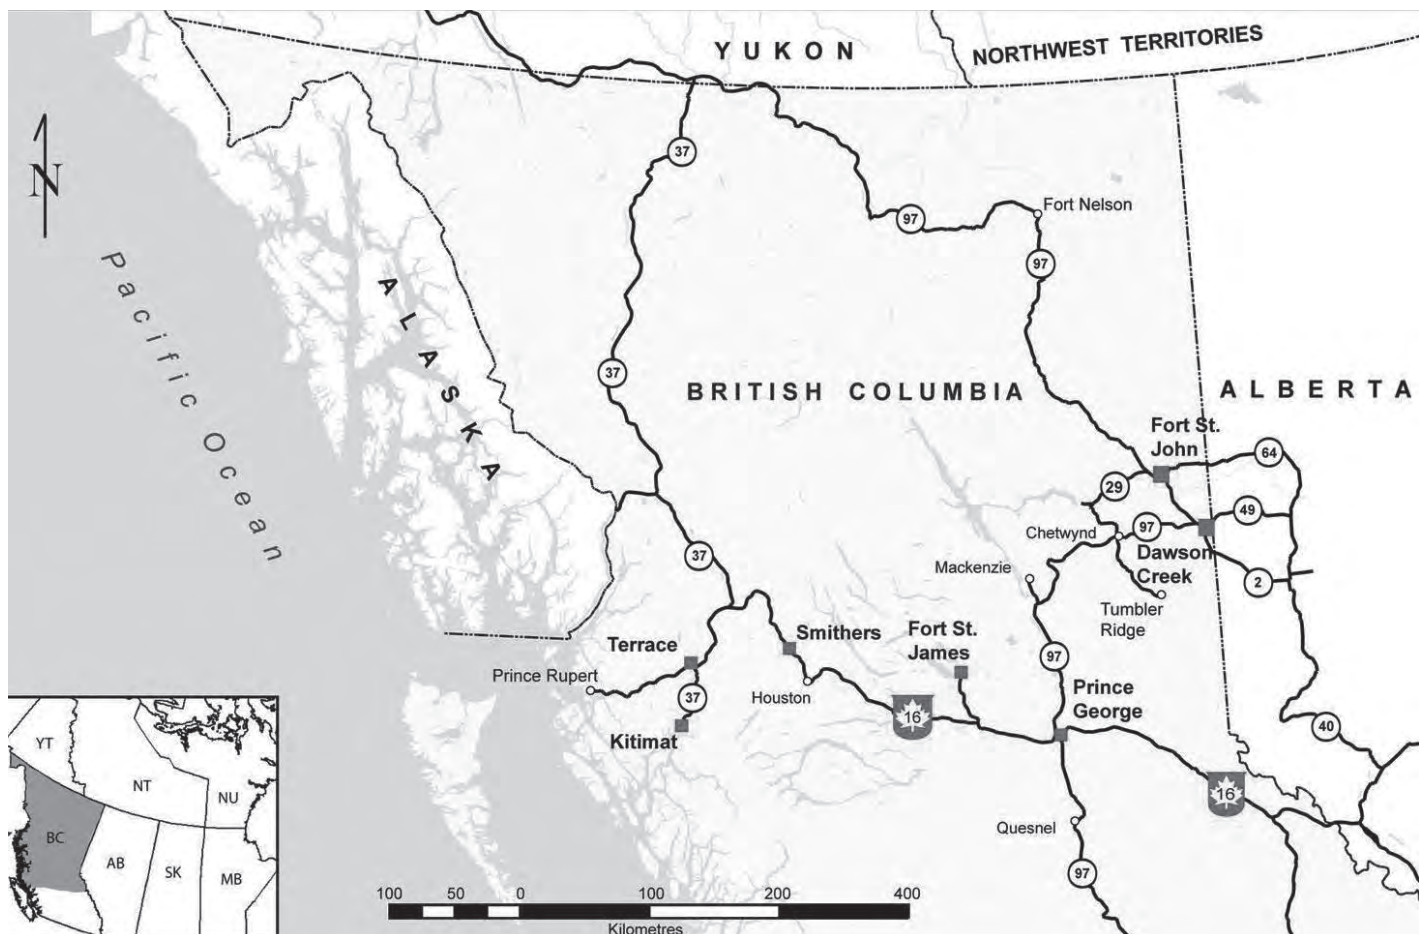 YUKON
NORTHWEST TERRITORIES
37
N
Fort Nelson
97
97
Pacific Ocean
ALASKA
37
BRITISH COLUMBIA
ALBERTA
Fort St.
John
64
29
49
97
Chetwynd
37
Dawson
Creek
Mackenzie
2
Tumbler
Ridge
Terrace
Smithers
Fort St.
James
97
Prince Rupert
Houston
37
Prince
George
16
40
Kitimat
16
Quesnel
97
YT
NT
NU
BC
AB
SK
MB
100 50 0 100 200 400
Kilometres